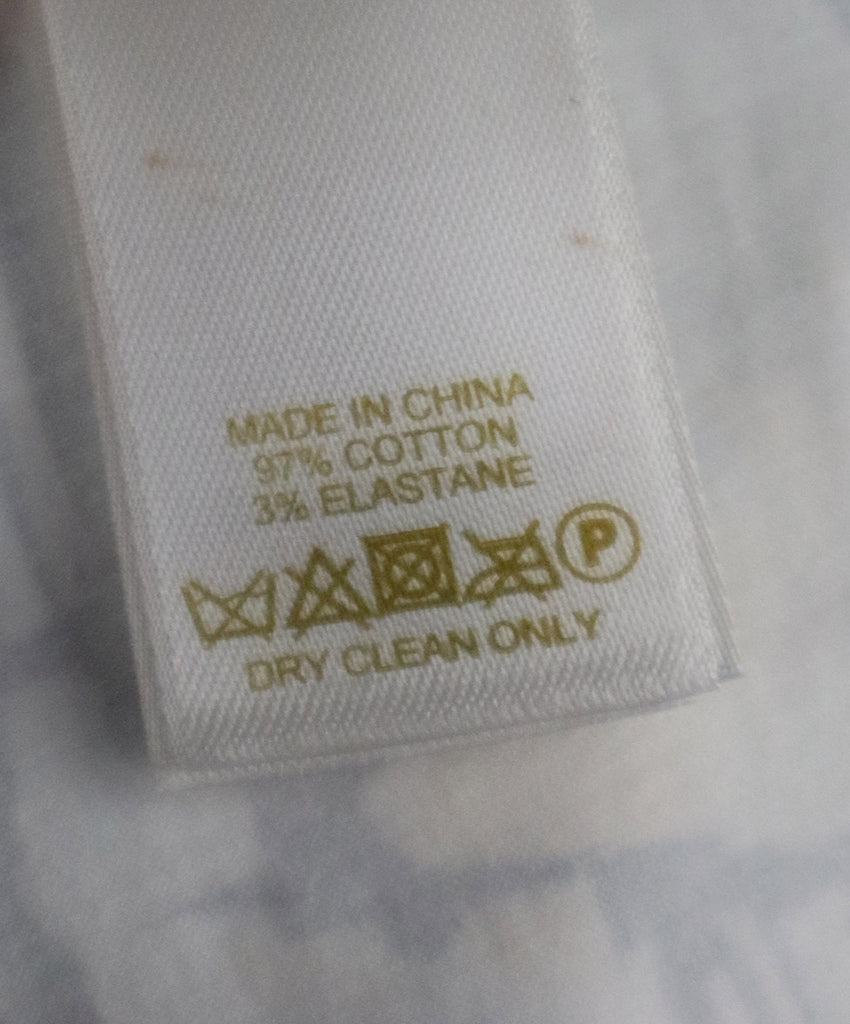 MADE IN CHINA
97% COTTON
3% ELASTANE
P
DRY CLEAN ONLY